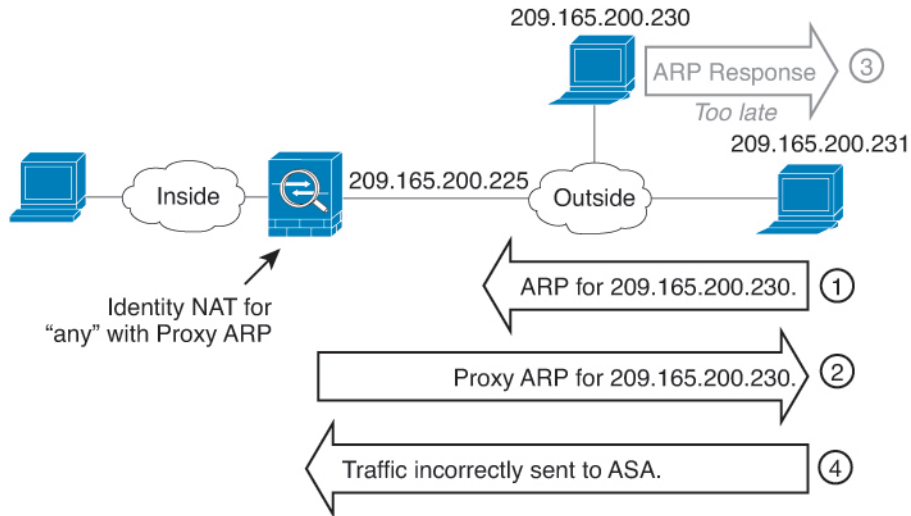 209.165.200.230
ARP Response
3
Too late
209.165.200.231
Inside
209.165.200.225
Outside
Identity NAT for
“any” with Proxy ARP
ARP for 209.165.200.230.
1
Proxy ARP for 209.165.200.230.
2
Traffic incorrectly sent to ASA.
4